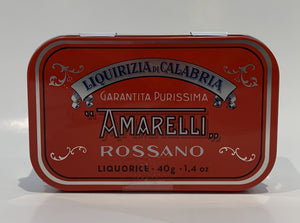 LIQUIRIZIA DI CALABRIA
GARANTITA PURISSIMA
"AMARELLI"
ROSSANO
LIQUORICE - 40g - 1,4 oz